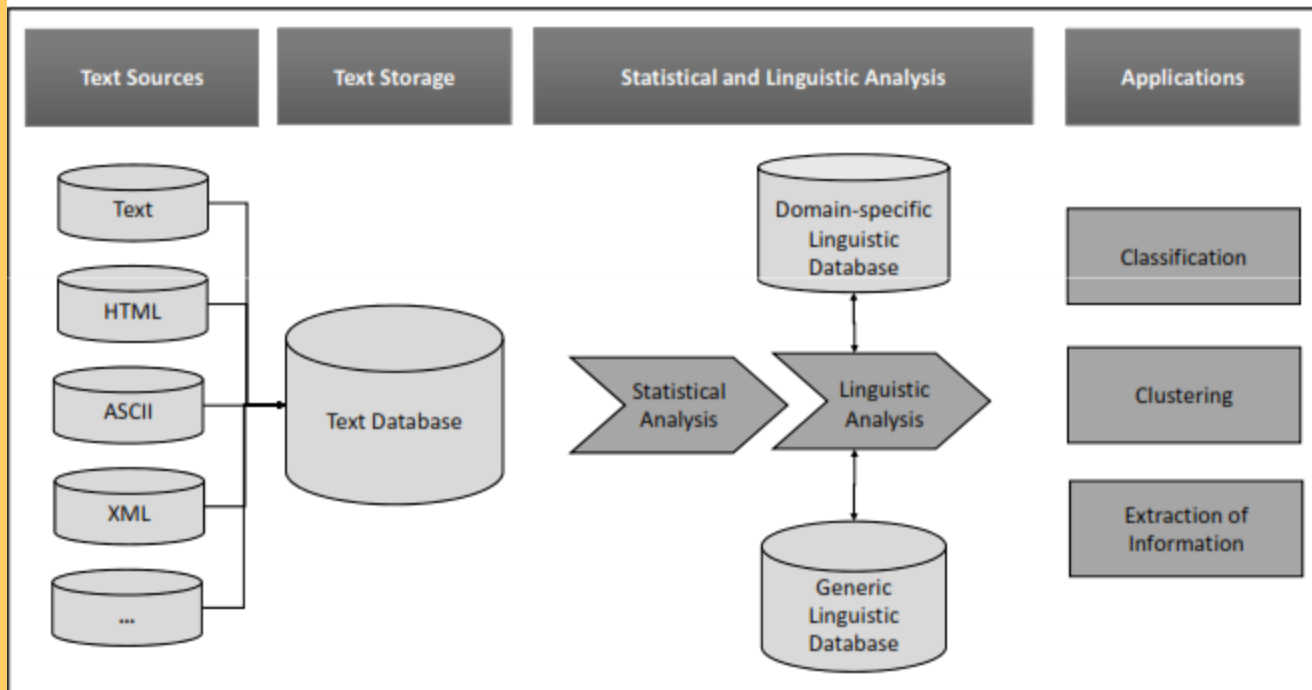 Text Sources
Text Storage
Statistical and Linguistic Analysis
Applications
Text
HTML
ASCII
XML
...
Text Database
Domain-specific
Linguistic
Database
Statistical
Analysis
Linguistic
Analysis
Generic
Linguistic
Database
Classification
Clustering
Extraction of
Information